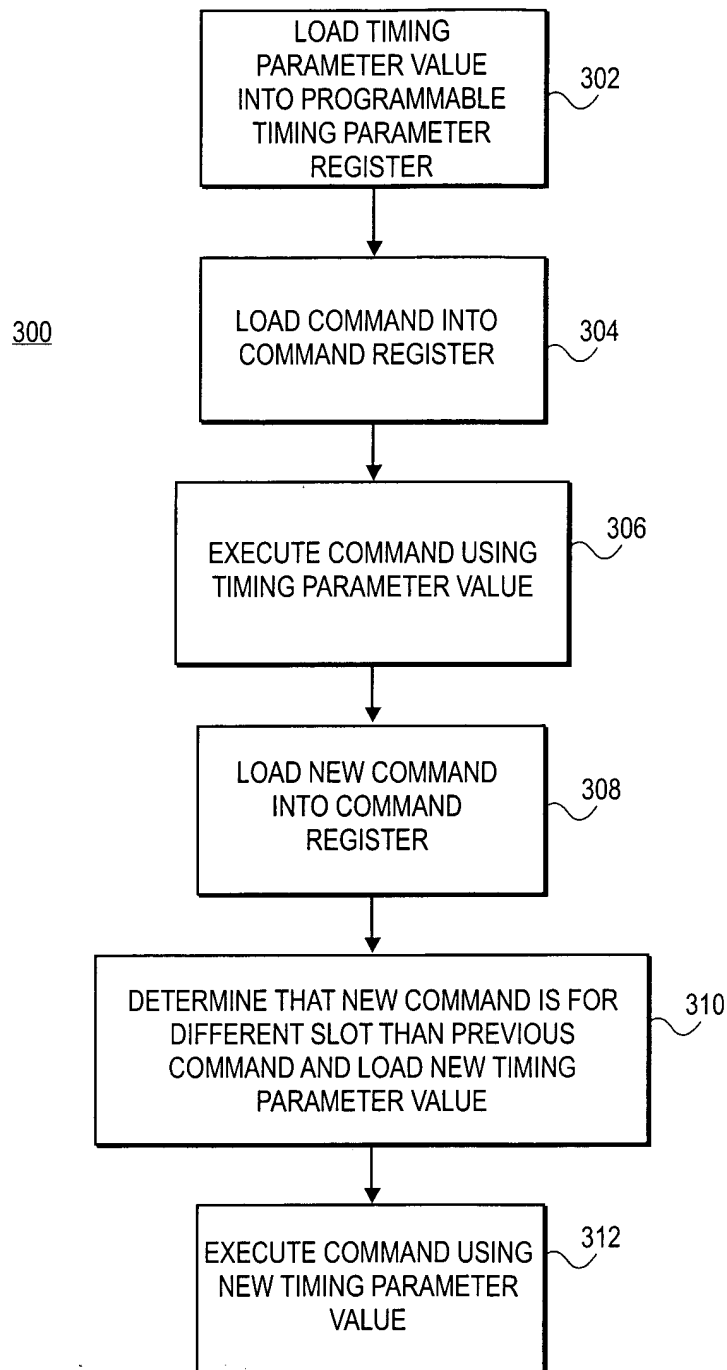 LOAD TIMING
PARAMETER VALUE
INTO PROGRAMMABLE
TIMING PARAMETER
REGISTER
302
300
LOAD COMMAND INTO
COMMAND REGISTER
304
EXECUTE COMMAND USING
TIMING PARAMETER VALUE
306
LOAD NEW COMMAND
INTO COMMAND
REGISTER
308
DETERMINE THAT NEW COMMAND IS FOR
DIFFERENT SLOT THAN PREVIOUS
COMMAND AND LOAD NEW TIMING
PARAMETER VALUE
310
EXECUTE COMMAND USING
NEW TIMING PARAMETER
VALUE
312